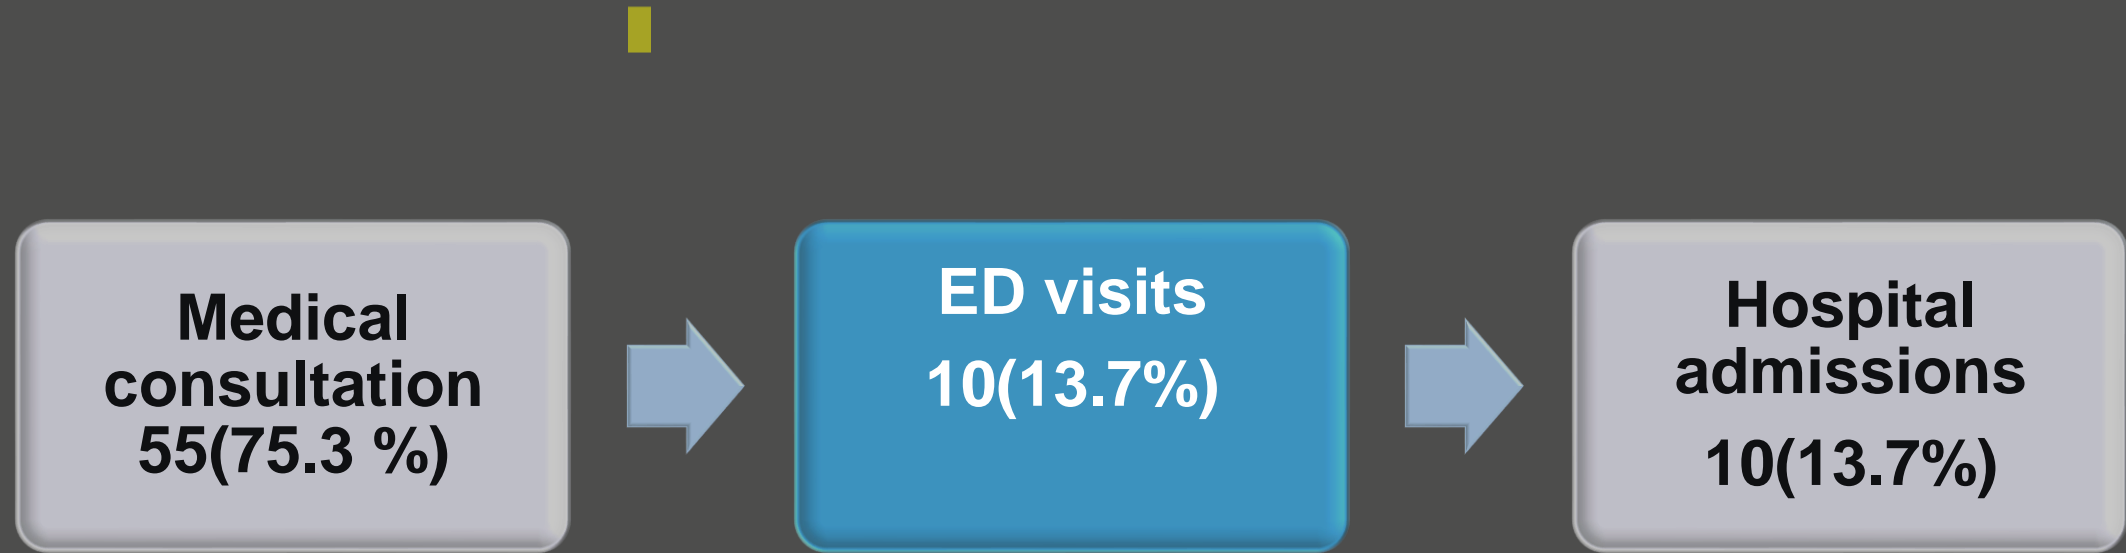 Medical
consultation
55(75.3 %)
ED visits
10(13.7%)
Hospital
admissions
10(13.7%)